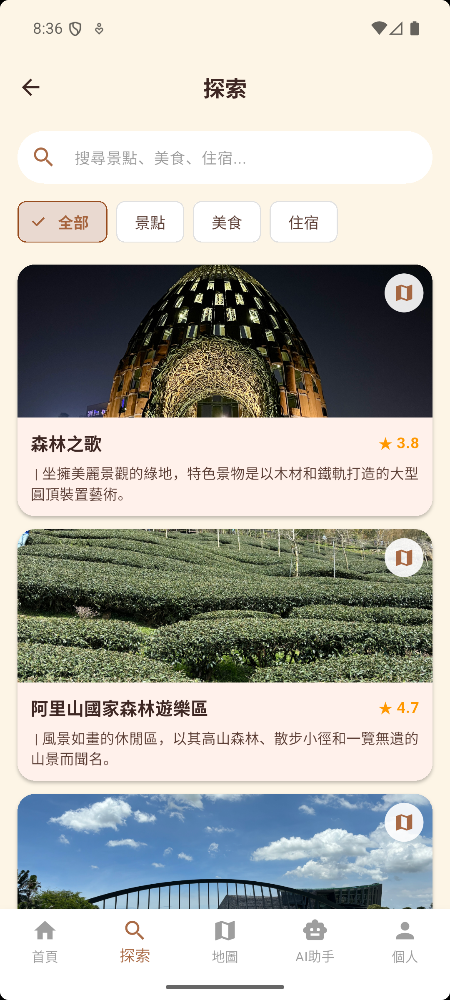 8:36
探索
搜尋景點、美食、住宿...
全部
景點
美食
住宿
森林之歌
★ 3.8
| 坐擁美麗景觀的綠地，特色景物是以木材和鐵軌打造的大型
圓頂裝置藝術。
阿里山國家森林遊樂區
★ 4.7
| 風景如畫的休閒區，以其高山森林、散步小徑和一覽無遺的
山景而聞名。
首頁
探索
地圖
AI助手
個人